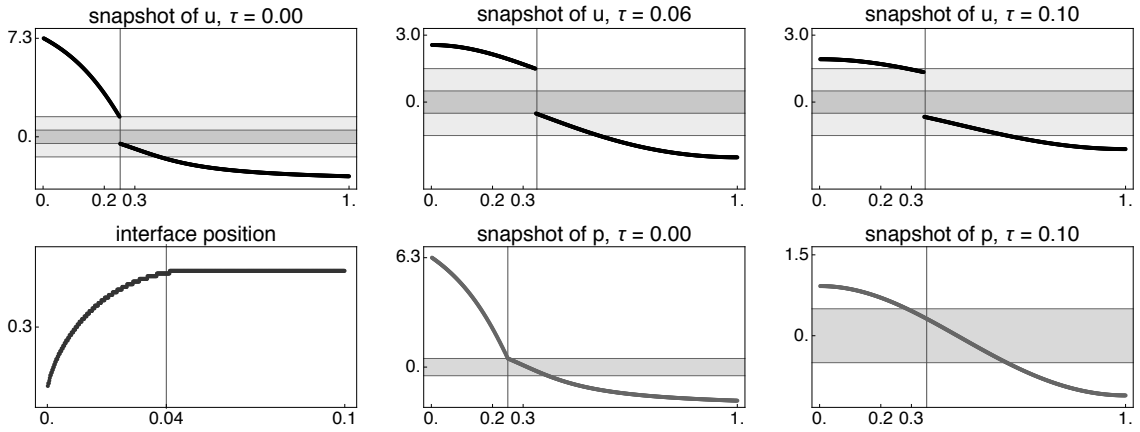 snapshot of u, τ = 0.00
7.3
0.
0. 0.2 0.3 1.
snapshot of u, τ = 0.06
3.0
0.
0. 0.2 0.3 1.
snapshot of u, τ = 0.10
3.0
0.
0. 0.2 0.3 1.
interface position
0.3
0. 0.04 0.1
snapshot of p, τ = 0.00
6.3
0.
0. 0.2 0.3 1.
snapshot of p, τ = 0.10
1.5
0.
0. 0.2 0.3 1.